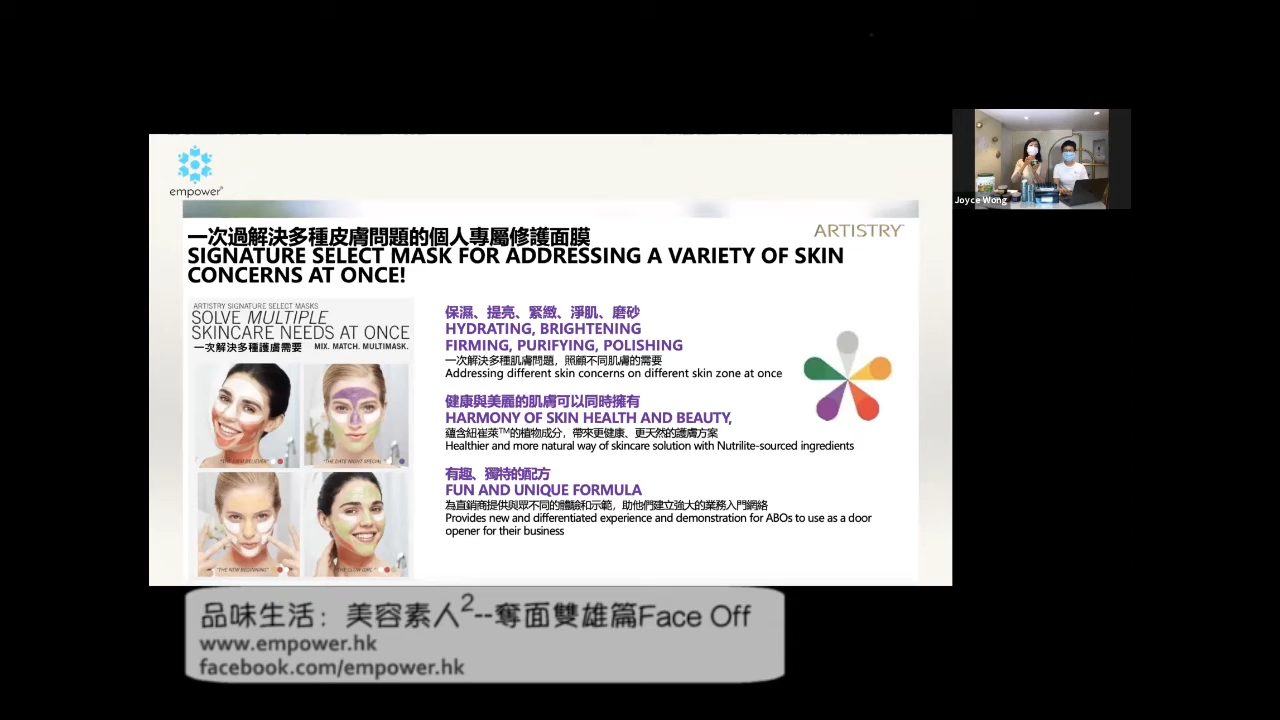 empower®
一次過解決多種皮膚問題的個人專屬修護面膜
SIGNATURE SELECT MASK FOR ADDRESSING A VARIETY OF SKIN
CONCERNS AT ONCE!
ARTISTRY
ARTISTRY SIGNATURE SELECT MASKS
SOLVE MULTIPLE
SKINCARE NEEDS AT ONCE
一次解決多種護膚需要
MIX. MATCH. MULTIMASK.
"THE DATE NIGHT SPECIAL"
"THE NEW BEGINNING"
"THE GLOW GIRL"
保濕、提亮、緊緻、淨肌、磨砂
HYDRATING, BRIGHTENING
FIRMING, PURIFYING, POLISHING
一次解決多種肌膚問題，照顧不同肌膚的需要
Addressing different skin concerns on different skin zone at once
健康與美麗的肌膚可以同時擁有
HARMONY OF SKIN HEALTH AND BEAUTY,
蘊含紐崔萊™的植物成分，帶來更健康、更天然的護膚方案
Healthier and more natural way of skincare solution with Nutrilite-sourced ingredients
有趣、獨特的配方
FUN AND UNIQUE FORMULA
為直銷商提供與眾不同的體驗和示範，助他們建立強大的業務入門網絡
Provides new and differentiated experience and demonstration for ABOs to use as a door
opener for their business
Joyce Wong
品味生活：美容素人2--奪面雙雄篇Face Off
www.empower.hk
facebook.com/empower.hk